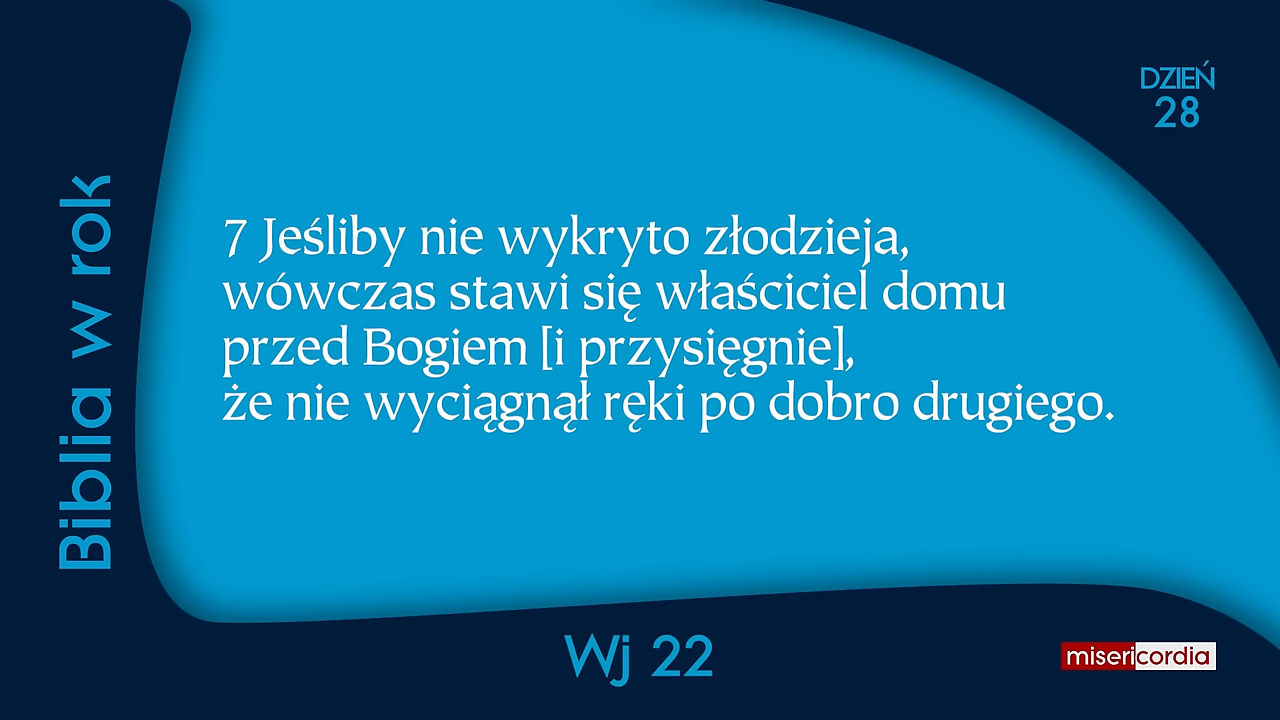 DZIEŃ
28
Biblia w rok
7 Jeśliby nie wykryto złodzieja,
wówczas stawi się właściciel domu
przed Bogiem [i przysięgnie],
że nie wyciągnął ręki po dobro drugiego.
Wj 22
misericordia